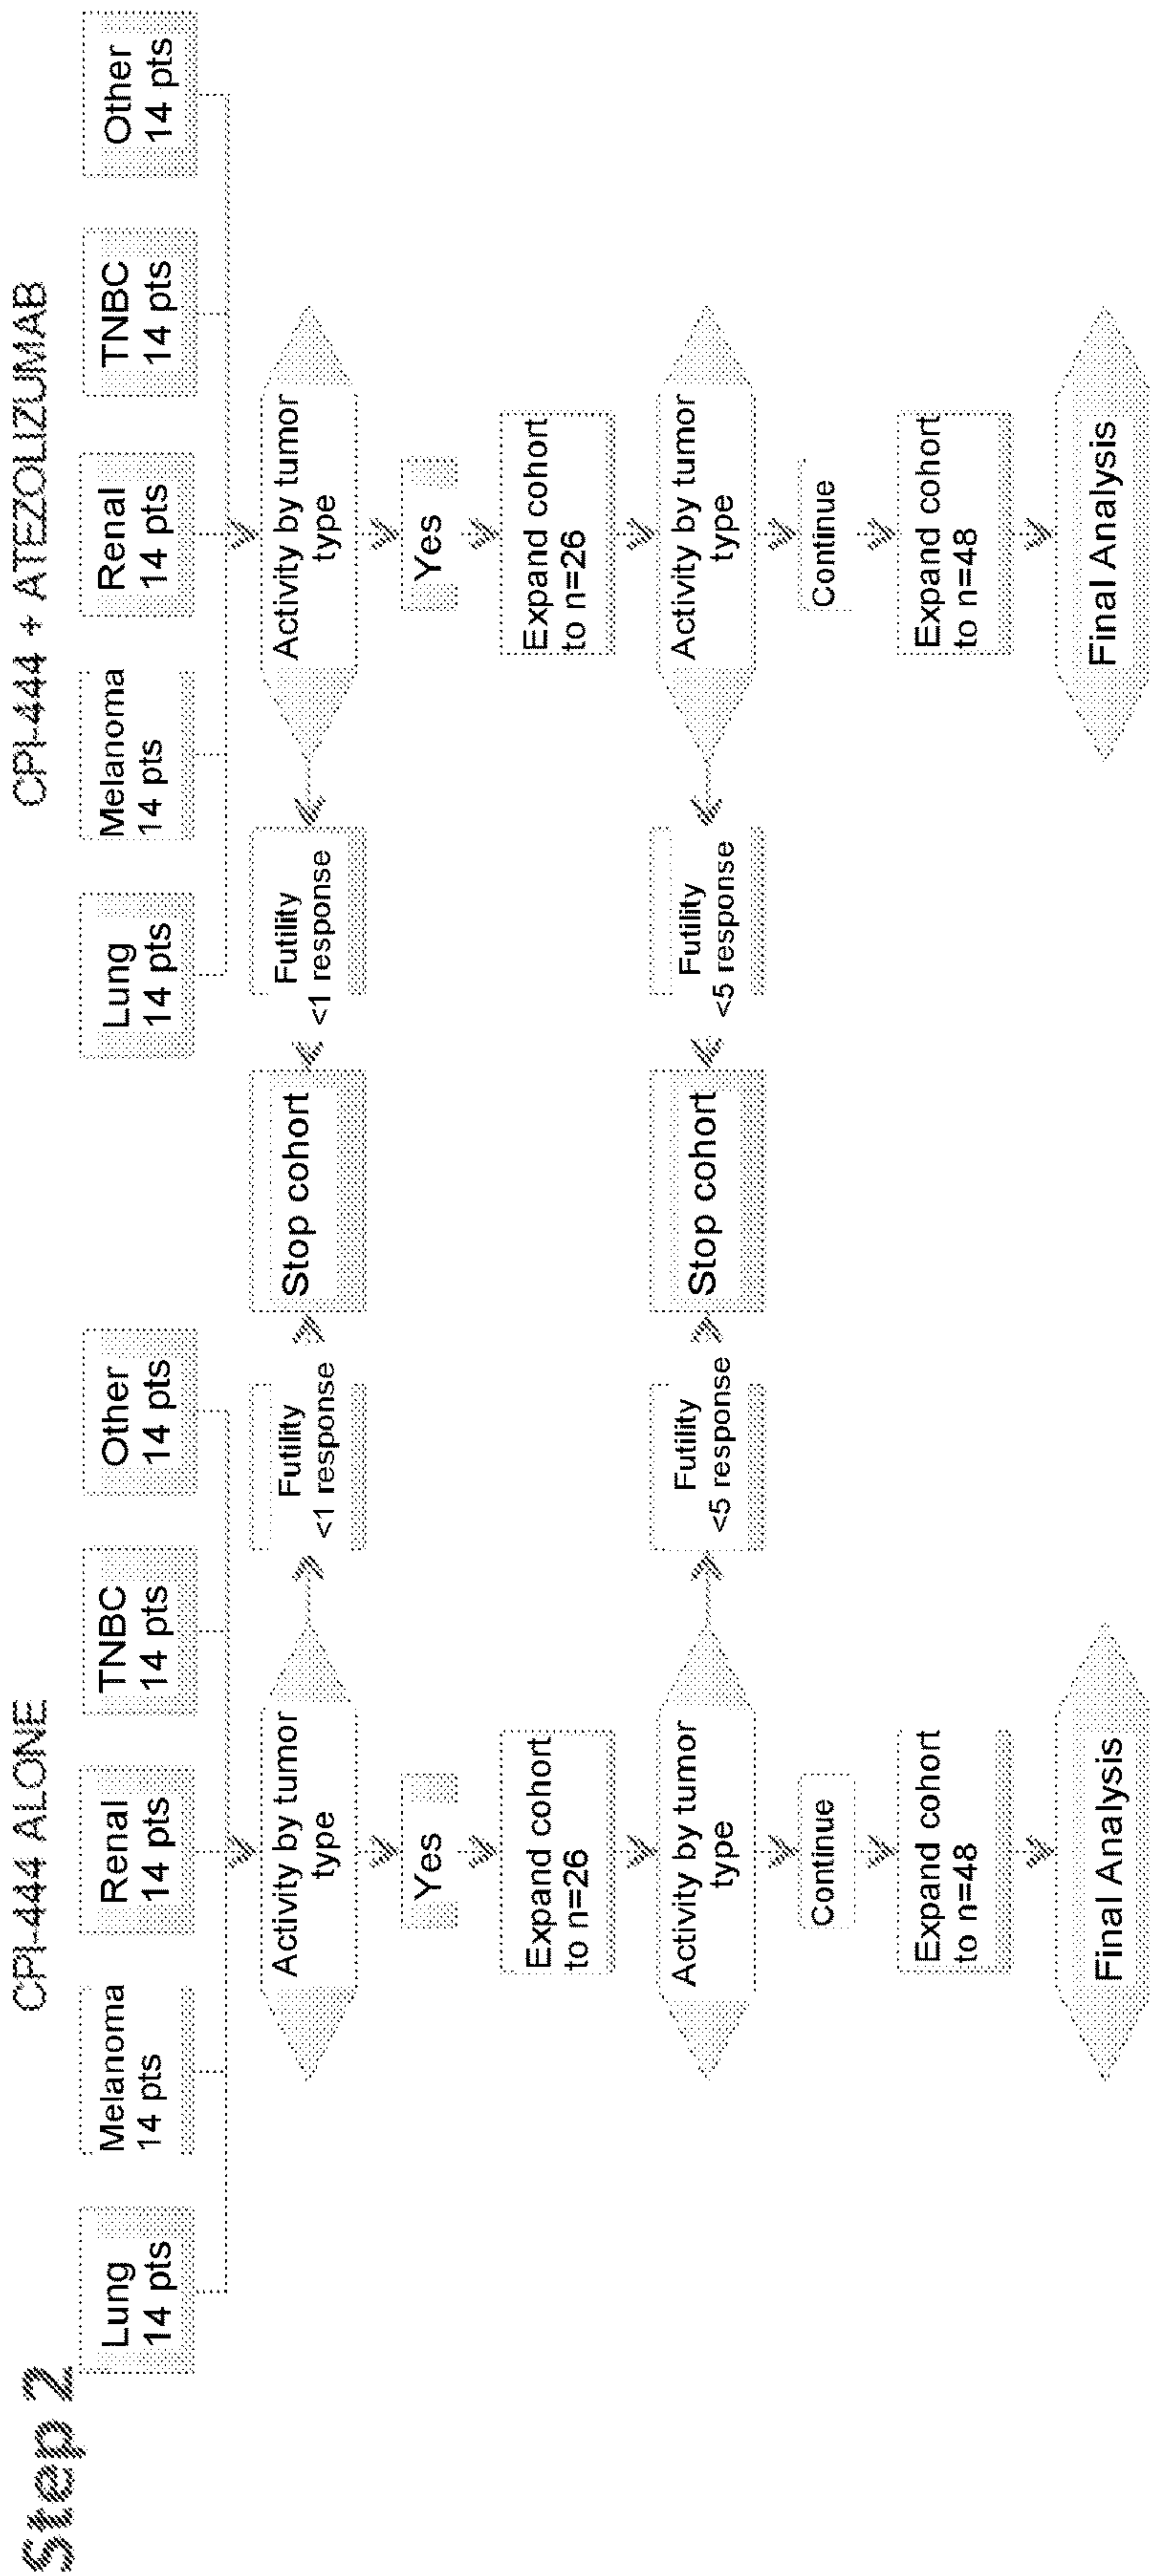 Step 2
CPI-444 ALONE
CPI-444 + ATEZOLIZUMAB
Lung
14 pts
Melanoma
14 pts
Renal
14 pts
TNBC
14 pts
Other
14 pts
Lung
14 pts
Melanoma
14 pts
Renal
14 pts
TNBC
14 pts
Other
14 pts
Activity by tumor
type
Futility
<1 response
Stop cohort
Futility
<1 response
Activity by tumor
type
Yes
Yes
Expand cohort
to n=26
Expand cohort
to n=26
Activity by tumor
type
Futility
<5 response
Stop cohort
Futility
<5 response
Activity by tumor
type
Continue
Continue
Expand cohort
to n=48
Expand cohort
to n=48
Final Analysis
Final Analysis